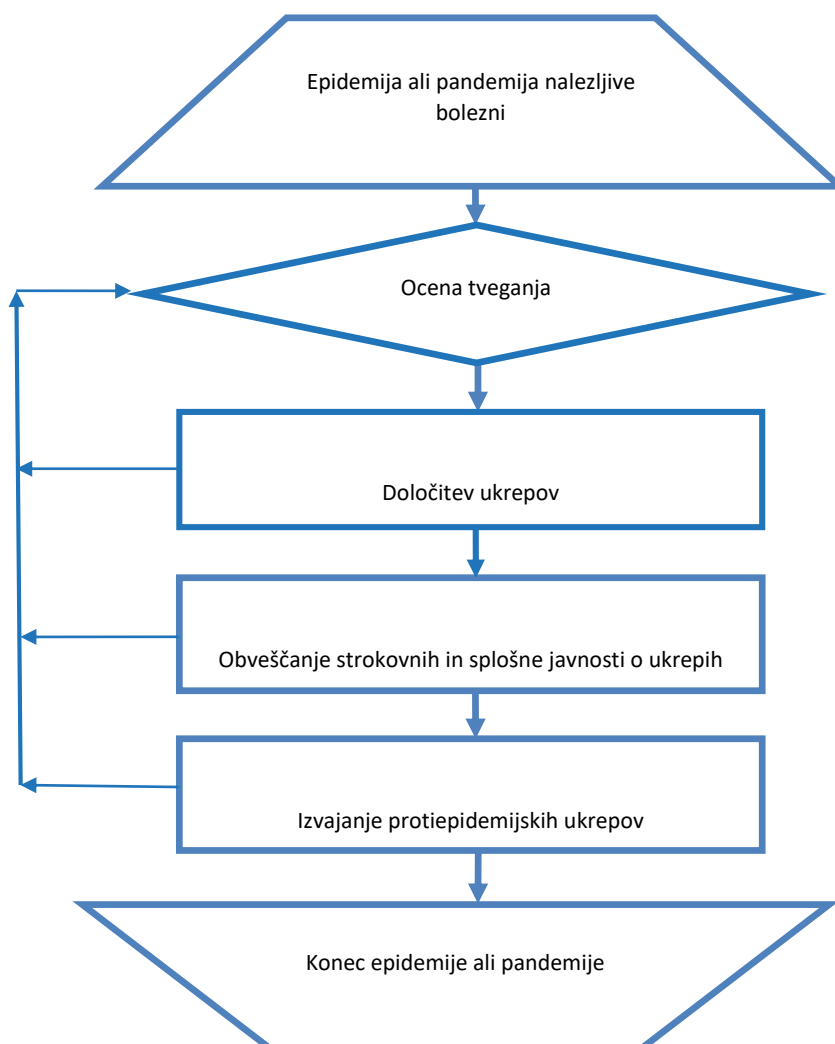 Epidemija ali pandemija nalezljive
bolezni
Ocena tveganja
Določitev ukrepov
Obveščanje strokovnih in splošne javnosti o ukrepih
Izvajanje protiepidemijskih ukrepov
Konec epidemije ali pandemije